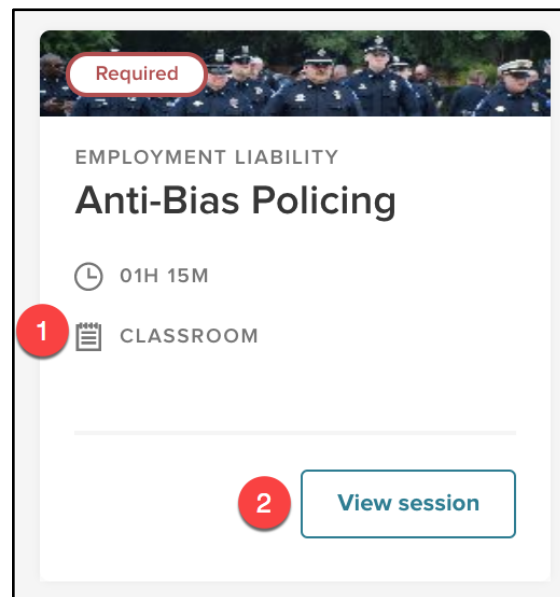 Required
EMPLOYMENT LIABILITY
Anti-Bias Policing
01H 15M
1
CLASSROOM
2
View session